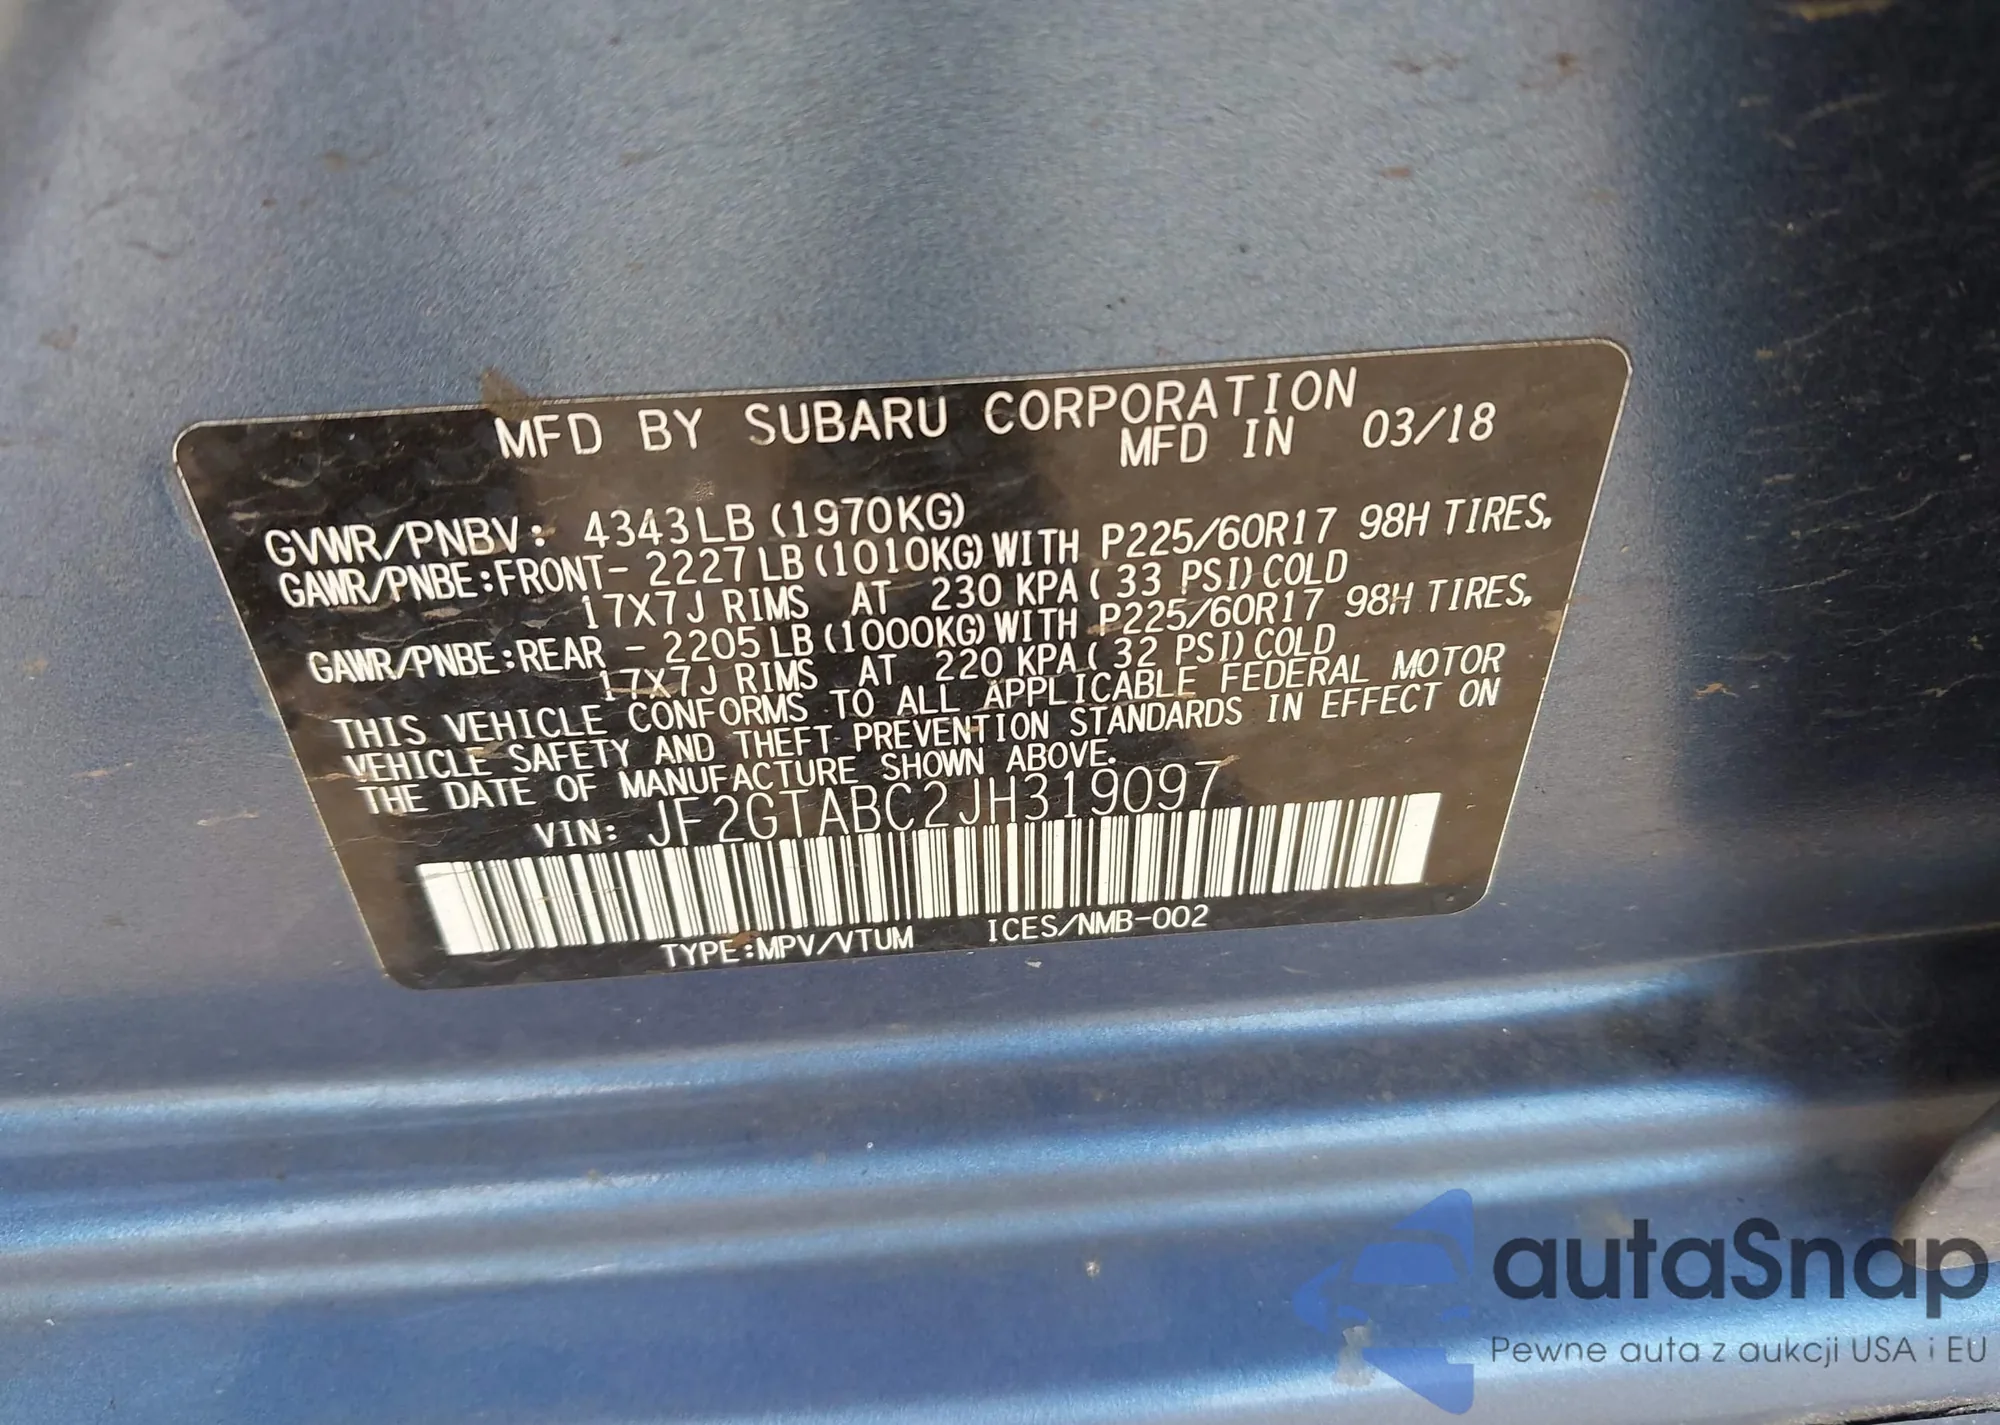 MFD BY SUBARU CORPORATION
MFD IN 03/18
GVWR/PNBV: 4343LB (1970KG)
GAWR/PNBE:FRONT- 2227LB(1010KG)WITH P225/60R17 98H TIRES,
17X7J RIMS AT 230 KPA( 33 PSI)COLD
GAWR/PNBE:REAR - 2205LB(1000KG)WITH P225/60R17 98H TIRES,
17X7J RIMS AT 220 KPA( 32 PSI)COLD
THIS VEHICLE CONFORMS TO ALL APPLICABLE FEDERAL MOTOR
VEHICLE SAFETY AND THEFT PREVENTION STANDARDS IN EFFECT ON
THE DATE OF MANUFACTURE SHOWN ABOVE.
VIN: JF2GTABC2JH319097
TYPE:MPV/VTUM ICES/NMB-002
autaSnap
Pewne auta z aukcji USA i EU